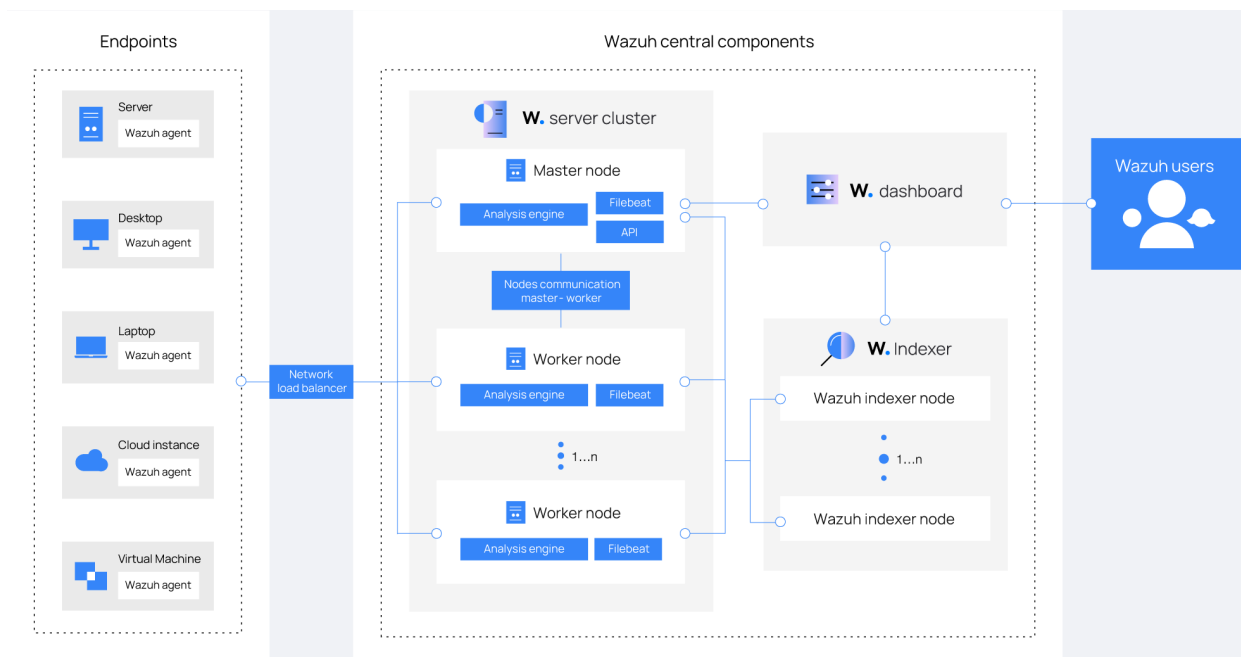 Endpoints
Server
Wazuh agent
Desktop
Wazuh agent
Laptop
Wazuh agent
Cloud instance
Wazuh agent
Virtual Machine
Wazuh agent
Network
load balancer
Wazuh central components
W. server cluster
Master node
Analysis engine
Filebeat
API
Nodes communication
master- worker
Worker node
Analysis engine
Filebeat
1...n
Worker node
Analysis engine
Filebeat
W. dashboard
W. Indexer
Wazuh indexer node
1...n
Wazuh indexer node
Wazuh users